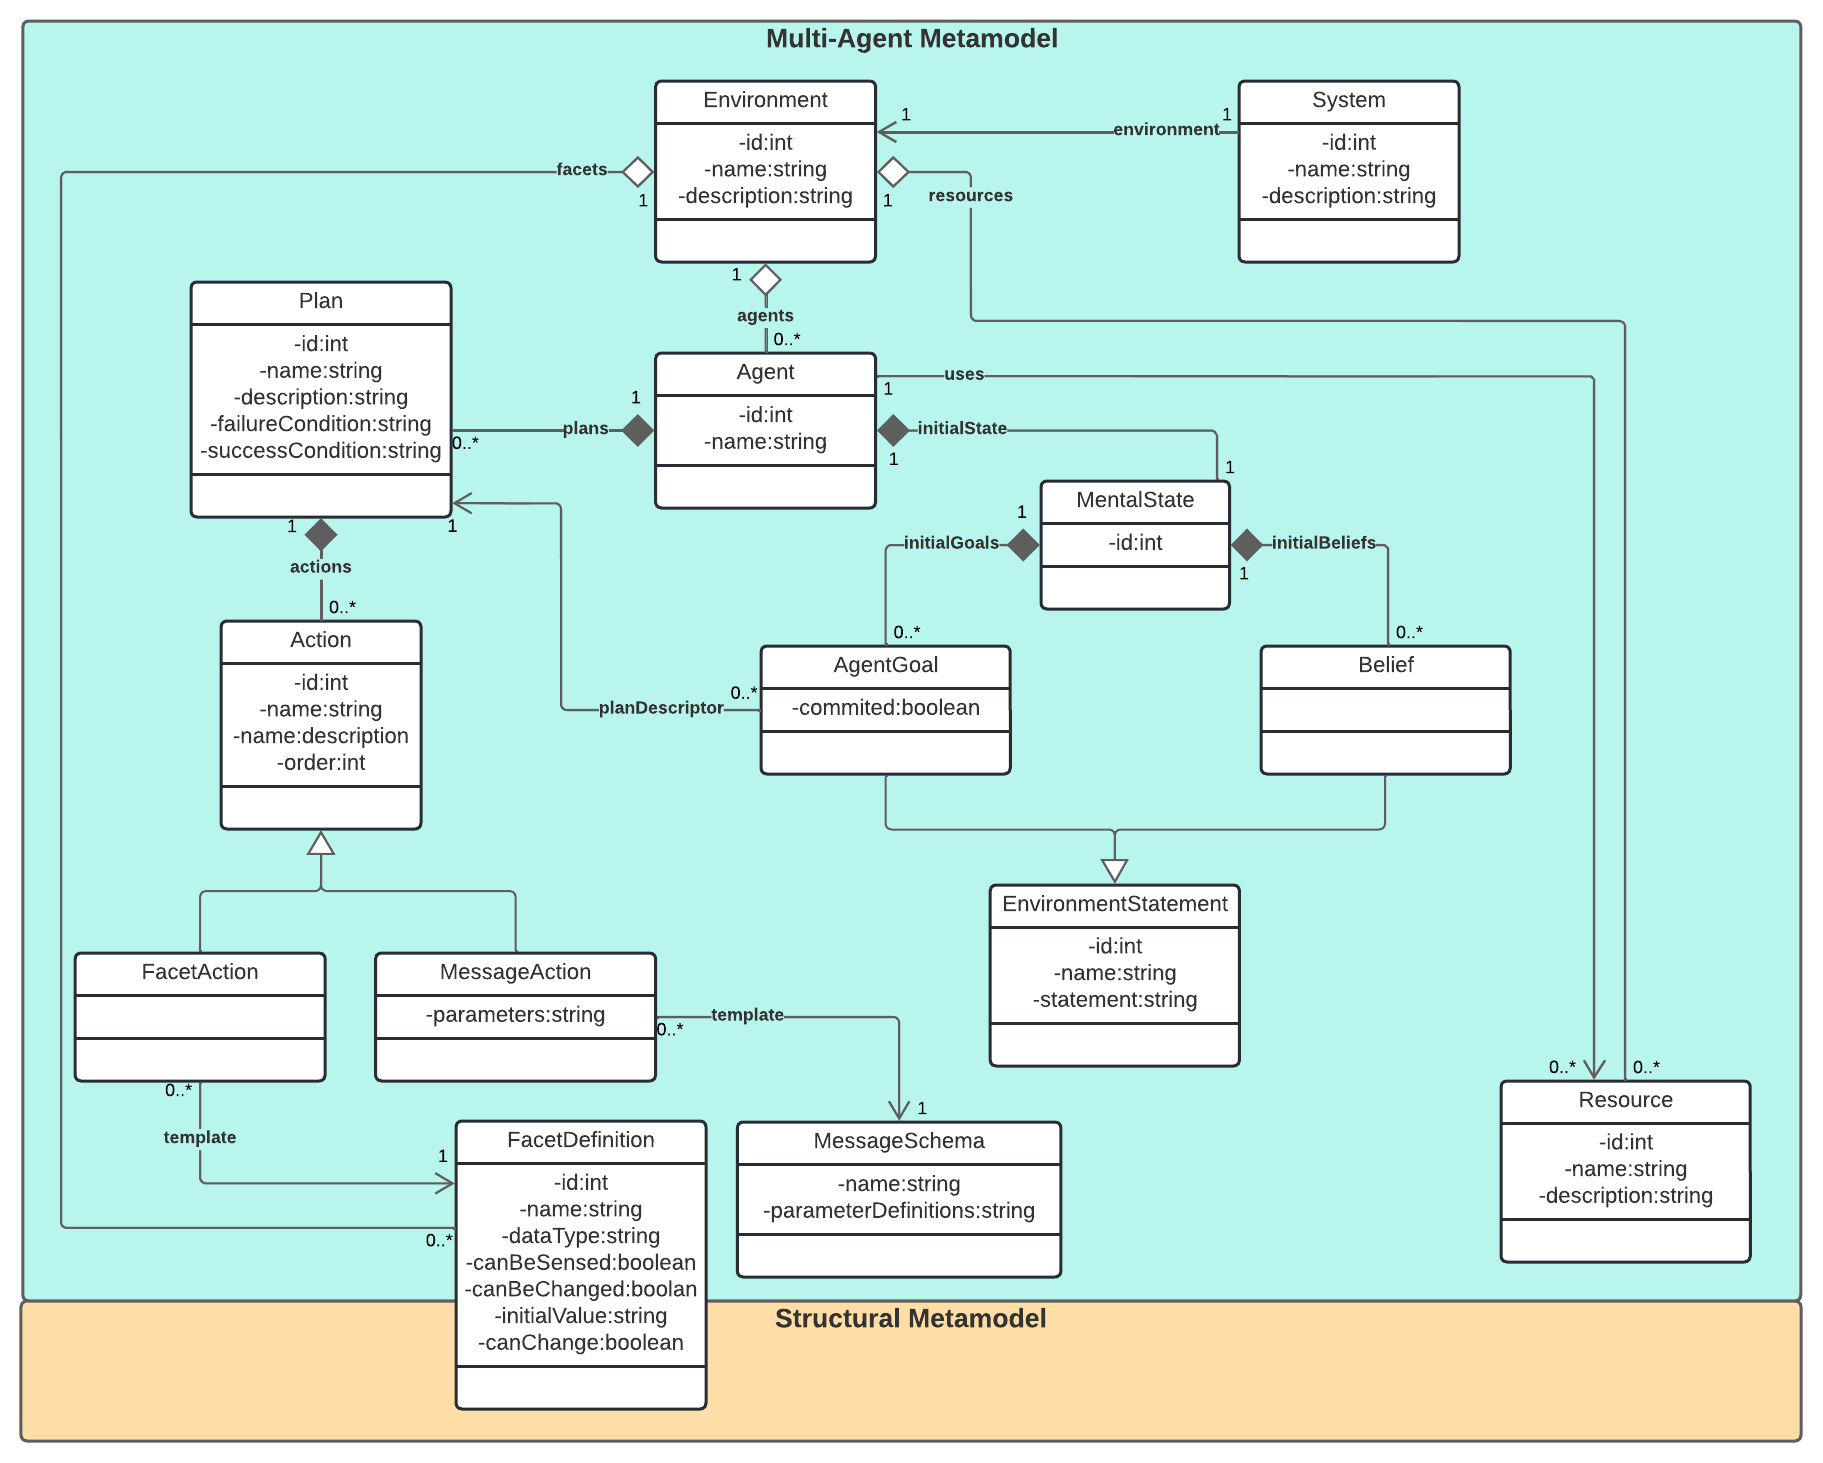 Multi-Agent Metamodel
Environment
-id:int
-name:string
-description:string
System
-id:int
-name:string
-description:string
1
environment
1
facets
1
1
resources
1
agents
0..*
Plan
-id:int
-name:string
-description:string
-failureCondition:string
-successCondition:string
Agent
-id:int
-name:string
1
plans
0..*
1
uses
initialState
1
1
MentalState
-id:int
1
initialGoals
initialBeliefs
1
1
1
actions
0..*
Action
-id:int
-name:string
-name:description
-order:int
0..*
0..*
AgentGoal
-commited:boolean
Belief
0..*
planDescriptor
EnvironmentStatement
-id:int
-name:string
-statement:string
FacetAction
MessageAction
-parameters:string
0..*
template
1
0..*
template
1
0..*
FacetDefinition
-id:int
-name:string
-dataType:string
-canBeSensed:boolean
-canBeChanged:boolan
-initialValue:string
-canChange:boolean
MessageSchema
-name:string
-parameterDefinitions:string
0..*
0..*
Resource
-id:int
-name:string
-description:string
Structural Metamodel